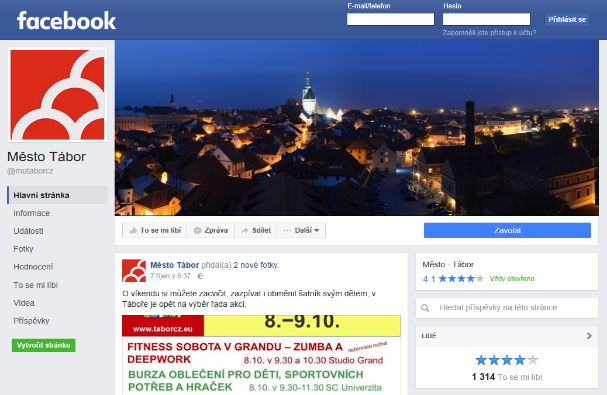 facebook
E-mail/telefon
Heslo
Přihlásit se
Zapomněli jste přístup k účtu?
Město Tábor
@mutaborcz
Hlavní stránka
Informace
Události
Fotky
Hodnocení
To se mi líbí
Videa
Příspěvky
Vytvořit stránku
To se mi líbí
Zpráva
Sdílet
Další
Zavolat
Město Tábor přidal(a) 2 nové fotky.
7 říjen v 6:37
O víkendu si můžete zacvičit, zazpívat i obměnit šatník svým dětem, v
Táboře je opět na výběr řada akcí.
www.taborcz.eu
8.–9.10.
FITNESS SOBOTA V GRANDU – ZUMBA A
rezervace nutná
DEEPWORK 8.10. v 9.30 a 10.30 Studio Grand
BURZA OBLEČENÍ PRO DĚTI, SPORTOVNÍCH
POTŘEB A HRAČEK 8.10. v 9.30-11.30 SC Univerzita
Město · Tábor
4.1
Vždy otevřeno
Hledat příspěvky na této stránce
LIDÉ
1 314 To se mi líbí